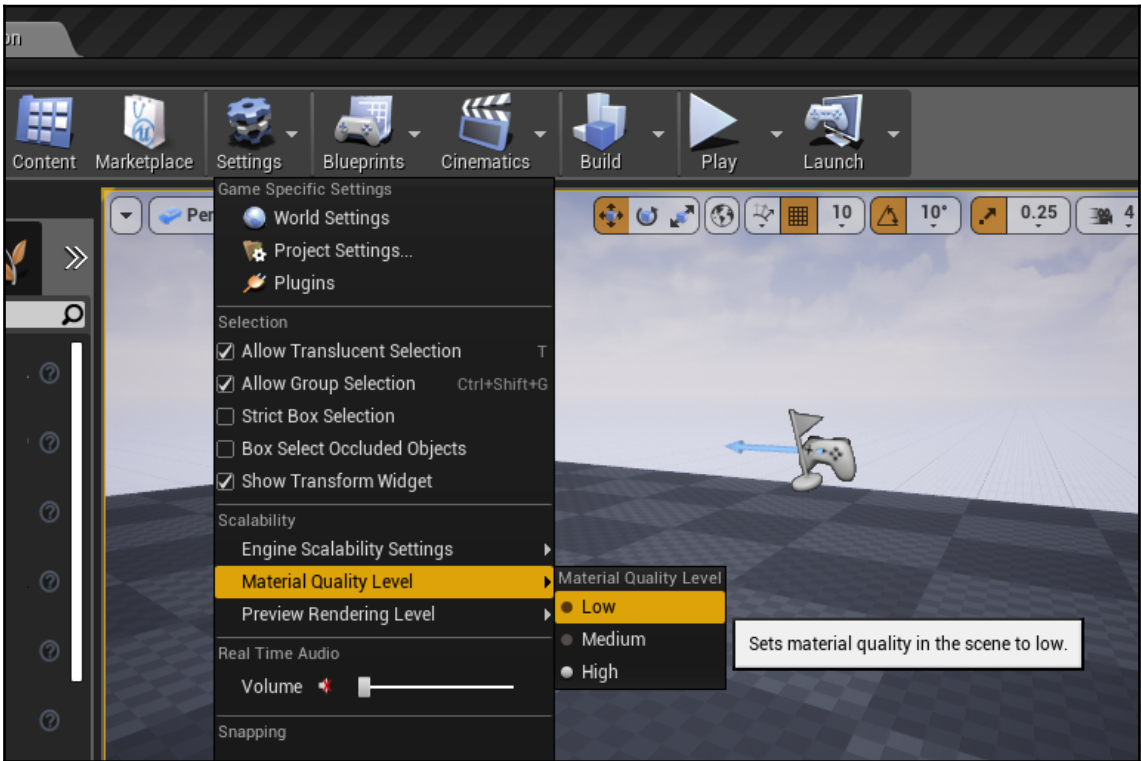 on
Content Marketplace Settings Blueprints Cinematics Build Play Launch
Per
10 10° 0.25 4
Game Specific Settings
World Settings
Project Settings...
Plugins
Selection
Allow Translucent Selection T
Allow Group Selection Ctrl+Shift+G
Strict Box Selection
Box Select Occluded Objects
Show Transform Widget
Scalability
Engine Scalability Settings
Material Quality Level
Preview Rendering Level
Material Quality Level
Low
Medium
High
Sets material quality in the scene to low.
Real Time Audio
Volume
Snapping